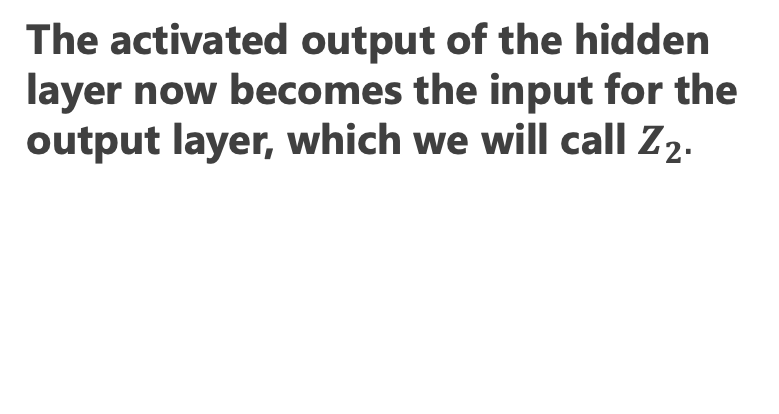 The activated output of the hidden
layer now becomes the input for the
output layer, which we will call Z₂.